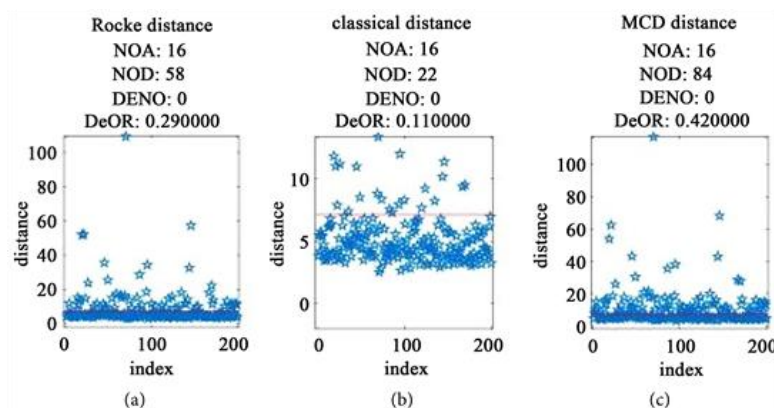 Rocke distance
NOA: 16
NOD: 58
DENO: 0
DeOR: 0.290000
100
80
60
40
20
0
distance
0
100
200
index
(a)
classical distance
NOA: 16
NOD: 22
DENO: 0
DeOR: 0.110000
10
5
0
distance
0
100
200
index
(b)
MCD distance
NOA: 16
NOD: 84
DENO: 0
DeOR: 0.420000
100
80
60
40
20
0
distance
0
100
200
index
(c)